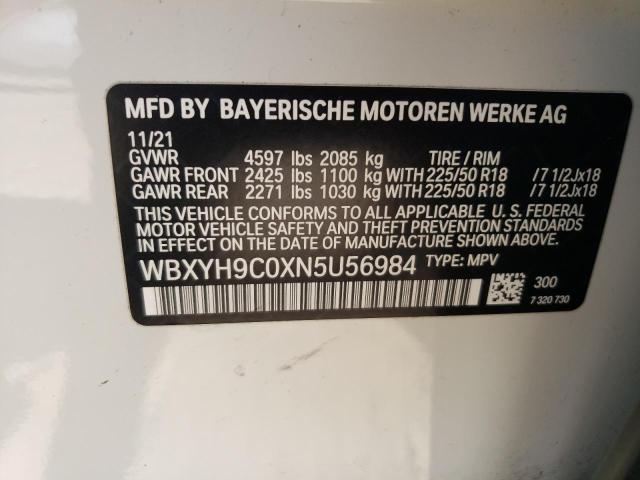 MFD BY BAYERISCHE MOTOREN WERKE AG
11/21
GVWR 4597 lbs 2085 kg TIRE / RIM
GAWR FRONT 2425 lbs 1100 kg WITH 225/50 R18 /7 1/2Jx18
GAWR REAR 2271 lbs 1030 kg WITH 225/50 R18 /7 1/2Jx18
THIS VEHICLE CONFORMS TO ALL APPLICABLE U. S. FEDERAL
MOTOR VEHICLE SAFETY AND THEFT PREVENTION STANDARDS
IN EFFECT ON THE DATE OF MANUFACTURE SHOWN ABOVE.
WBXYH9C0XN5U56984 TYPE: MPV
300
7 320 730